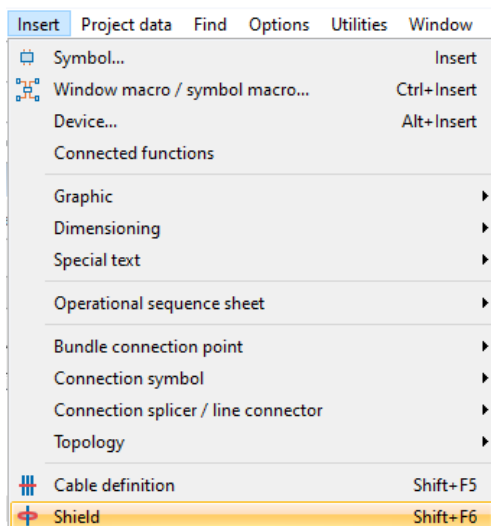 Insert Project data Find Options Utilities Window
Symbol... Insert
Window macro / symbol macro... Ctrl+Insert
Device... Alt+Insert
Connected functions
Graphic
Dimensioning
Special text
Operational sequence sheet
Bundle connection point
Connection symbol
Connection splicer / line connector
Topology
Cable definition Shift+F5
Shield Shift+F6